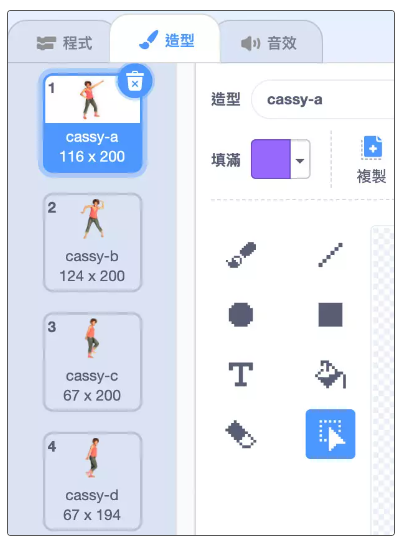 程式
造型
音效
1
cassy-a
116 x 200
2
cassy-b
124 x 200
3
cassy-c
67 x 200
4
cassy-d
67 x 194
造型
cassy-a
填滿
複製
T